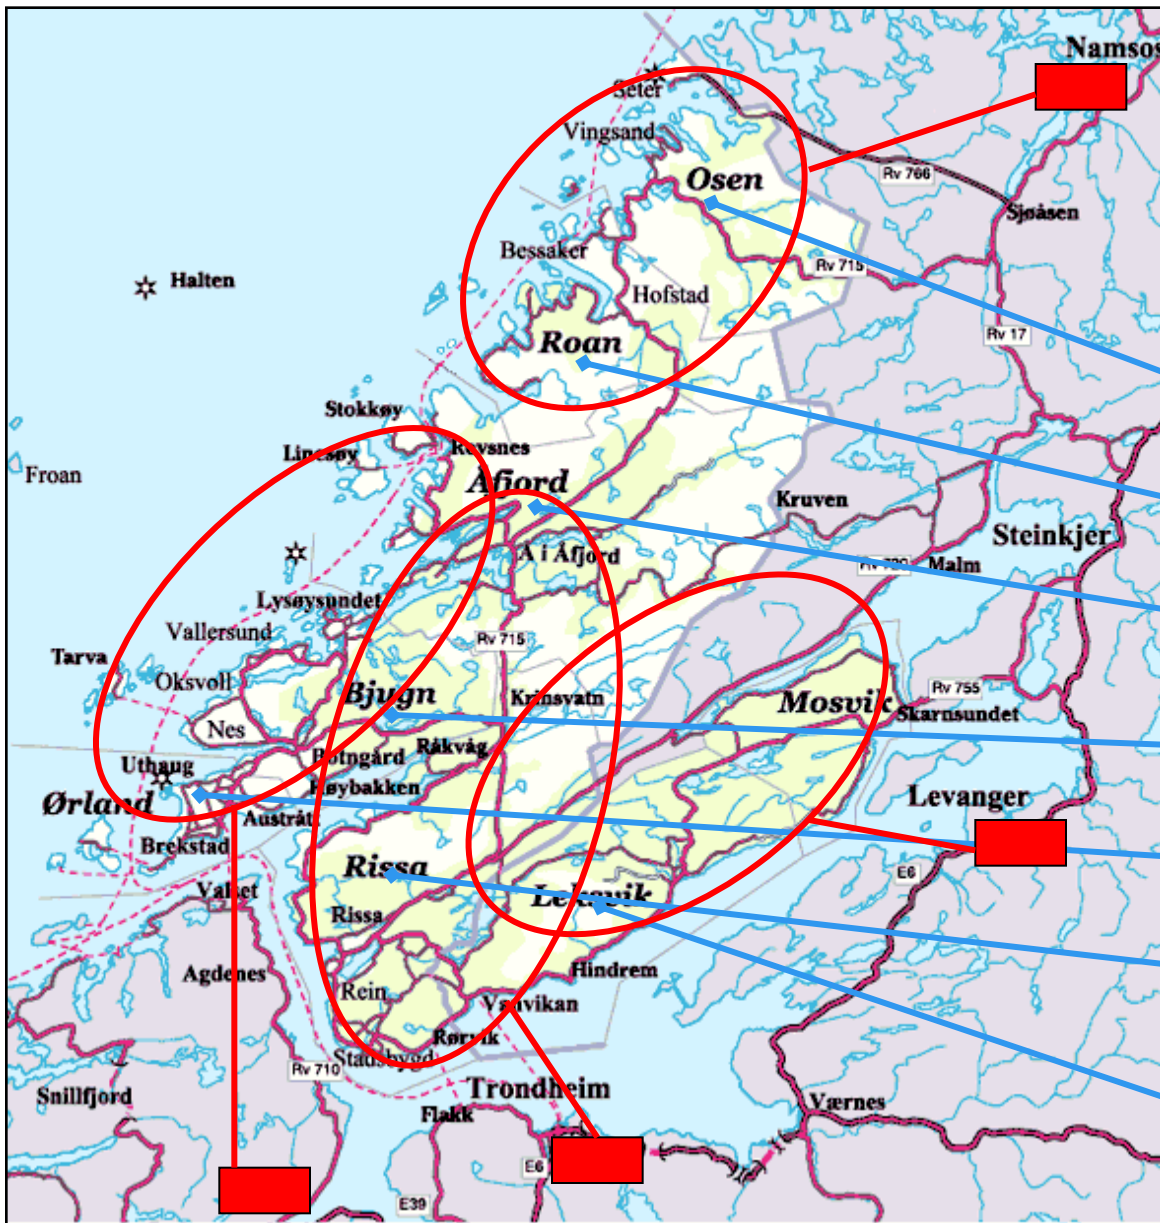 Namsos
Seter
Vingsand
Osen
Rv 766
Sjøåsen
Bessaker
Rv 715
Halten
Hofstad
Rv 17
Roan
Stokkøy
Revsnes
Linesøy
Froan
Åfjord
Kruven
Steinkjer
Å i Åfjord
Malm
Lysøysundet
Vallersund
Rv 715
Tarva
Oksvoll
Bjugn
Krinsvatn
Mosvik
Rv 755
Skarnsundet
Nes
Botngård
Råkvåg
Uthaug
Høybakken
Levanger
Ørland
Austrått
Brekstad
Rissa
E6
Valset
Leksvik
Rissa
Agdenes
Hindrem
Rein
Vanvikan
Rørvik
Stadsbygd
Rv 710
Trondheim
Snillfjord
Flakk
Værnes
E6
E39